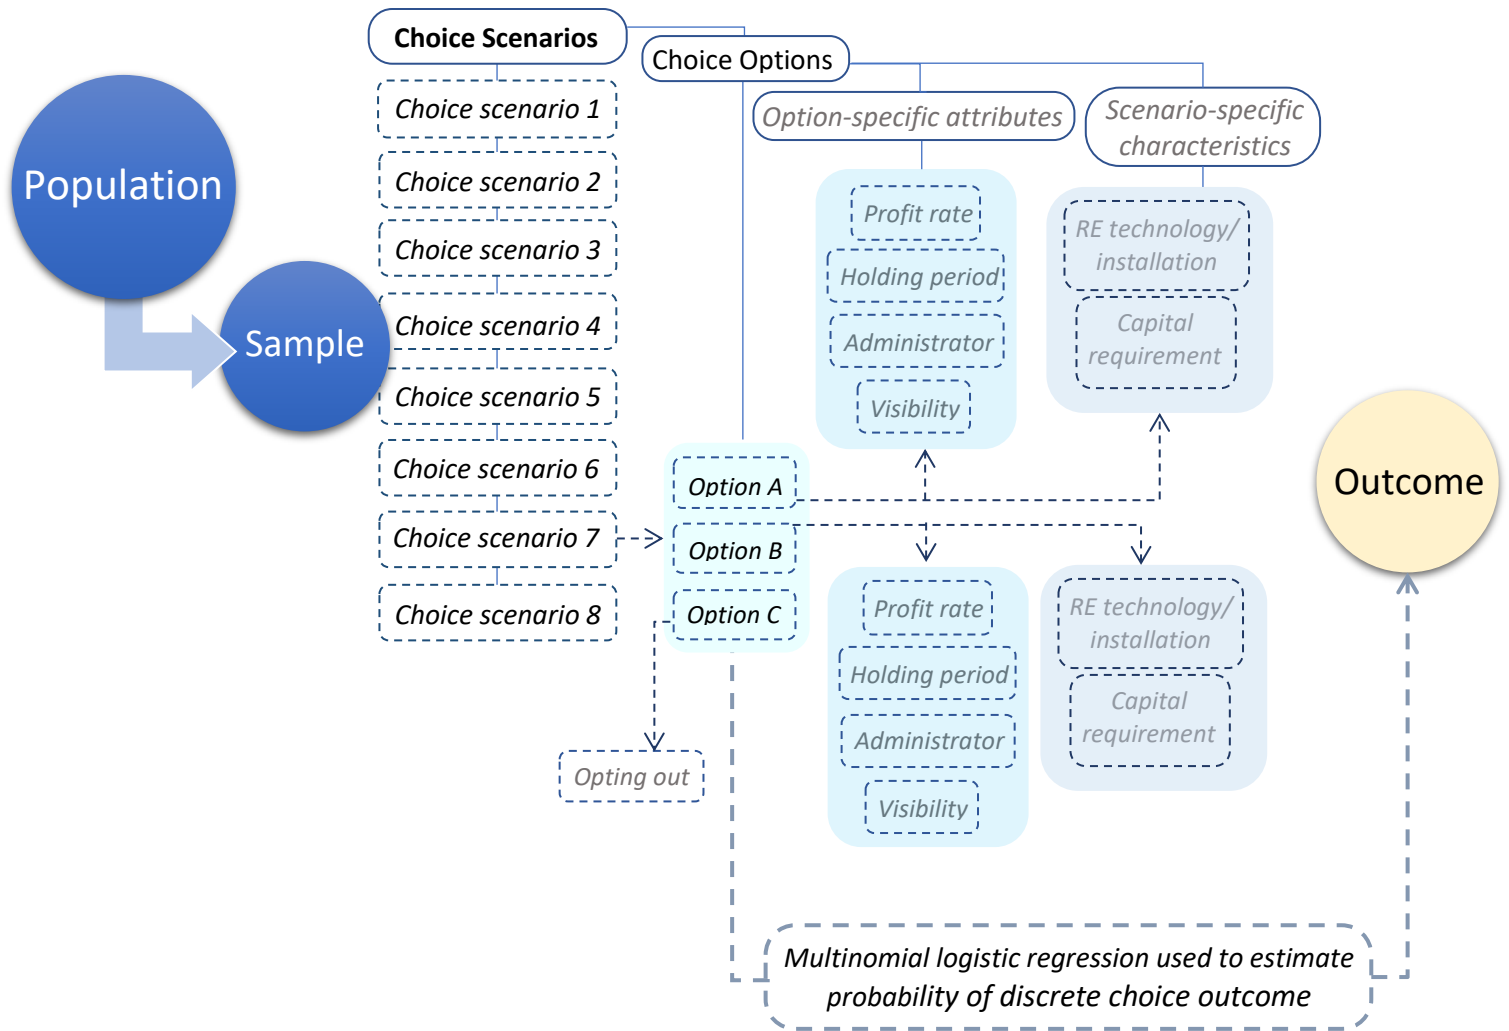 Population
Sample
Choice Scenarios
Choice scenario 1
Choice scenario 2
Choice scenario 3
Choice scenario 4
Choice scenario 5
Choice scenario 6
Choice scenario 7
Choice scenario 8
Choice Options
Option A
Option B
Option C
Opting out
Option-specific attributes
Profit rate
Holding period
Administrator
Visibility
Scenario-specific
characteristics
RE technology/
installation
Capital
requirement
Profit rate
Holding period
Administrator
Visibility
RE technology/
installation
Capital
requirement
Multinomial logistic regression used to estimate
probability of discrete choice outcome
Outcome